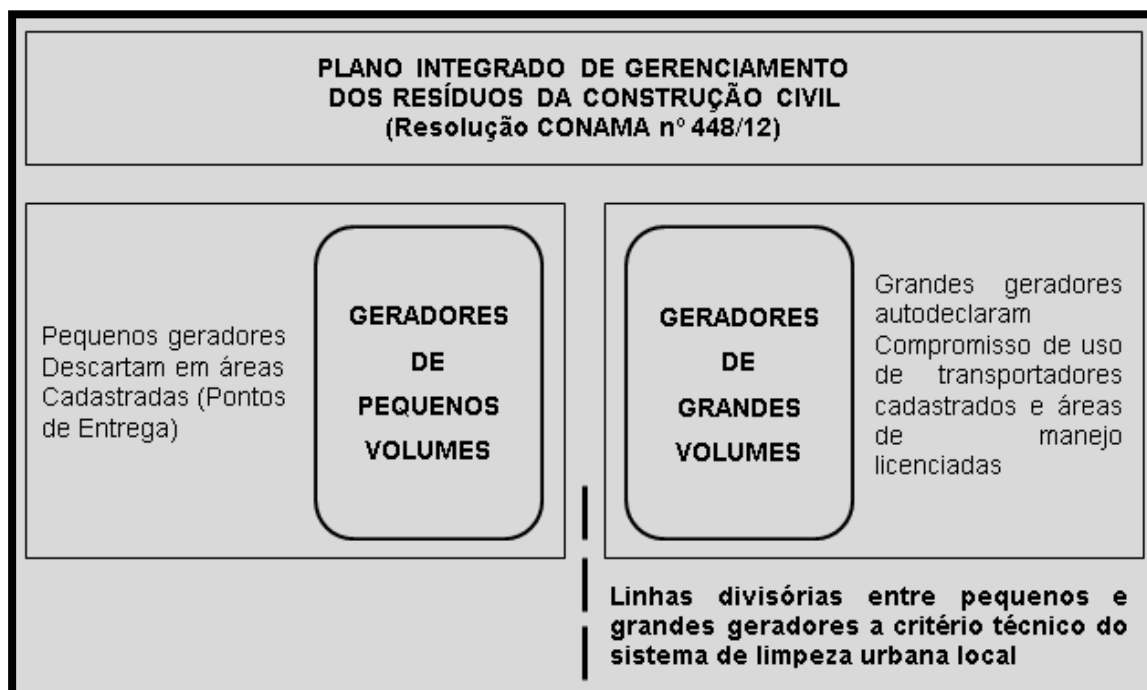 PLANO INTEGRADO DE GERENCIAMENTO
DOS RESÍDUOS DA CONSTRUÇÃO CIVIL
(Resolução CONAMA nº 448/12)
Pequenos geradores
Descartam em áreas
Cadastradas (Pontos
de Entrega)
GERADORES
DE
PEQUENOS
VOLUMES
GERADORES
DE
GRANDES
VOLUMES
Grandes geradores
autodeclaram
Compromisso de uso
de transportadores
cadastrados e áreas
de manejo
licenciadas
Linhas divisórias entre pequenos e
grandes geradores a critério técnico do
sistema de limpeza urbana local